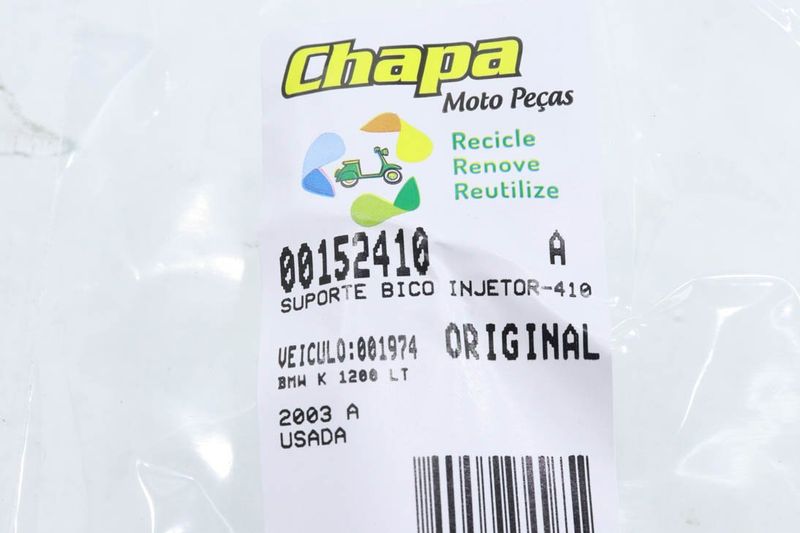 Chapa
Moto Peças
Recicle
Renove
Reutilize
00152410 A
SUPORTE BICO INJETOR-410
VEICULO:001974 ORIGINAL
BMW K 1200 LT
2003 A
USADA